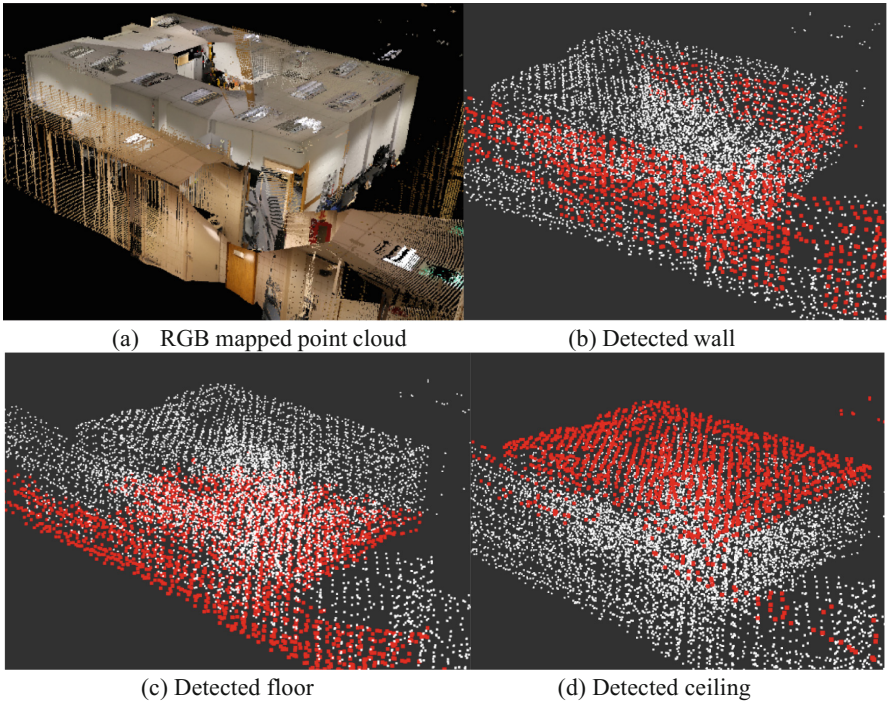 (a) RGB mapped point cloud
(b) Detected wall
(c) Detected floor
(d) Detected ceiling